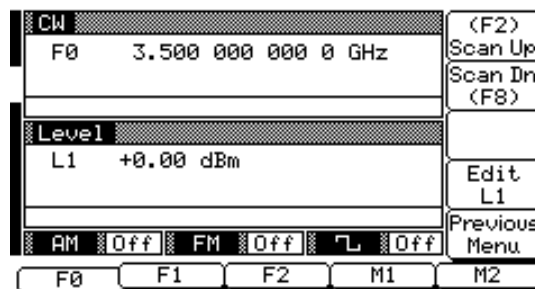 CW
F0 3.500 000 000 0 GHz
Level
L1 +0.00 dBm
AM Off FM Off Off
(F2)
Scan Up
Scan Dn
(F8)
Edit
L1
Previous
Menu
F0 F1 F2 M1 M2